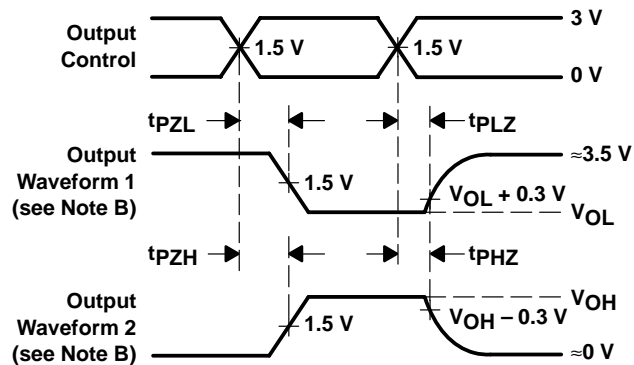 3 V
Output
Control
1.5 V
1.5 V
0 V
tPZL
tPLZ
Output
Waveform 1
(see Note B)
≈3.5 V
1.5 V
VOL + 0.3 V
VOL
tPZH
tPHZ
Output
Waveform 2
(see Note B)
VOH
1.5 V
VOH – 0.3 V
≈0 V